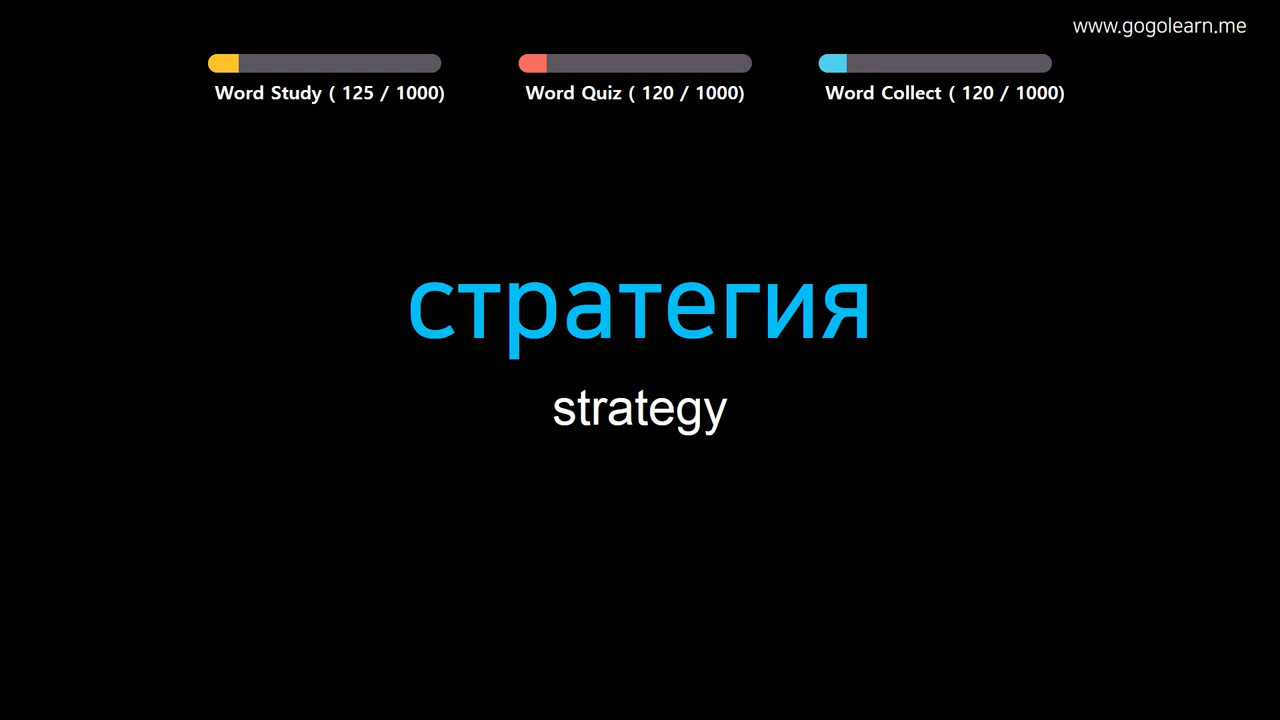 www.gogolearn.me
Word Study ( 125 / 1000)
Word Quiz ( 120 / 1000)
Word Collect ( 120 / 1000)
стратегия
strategy